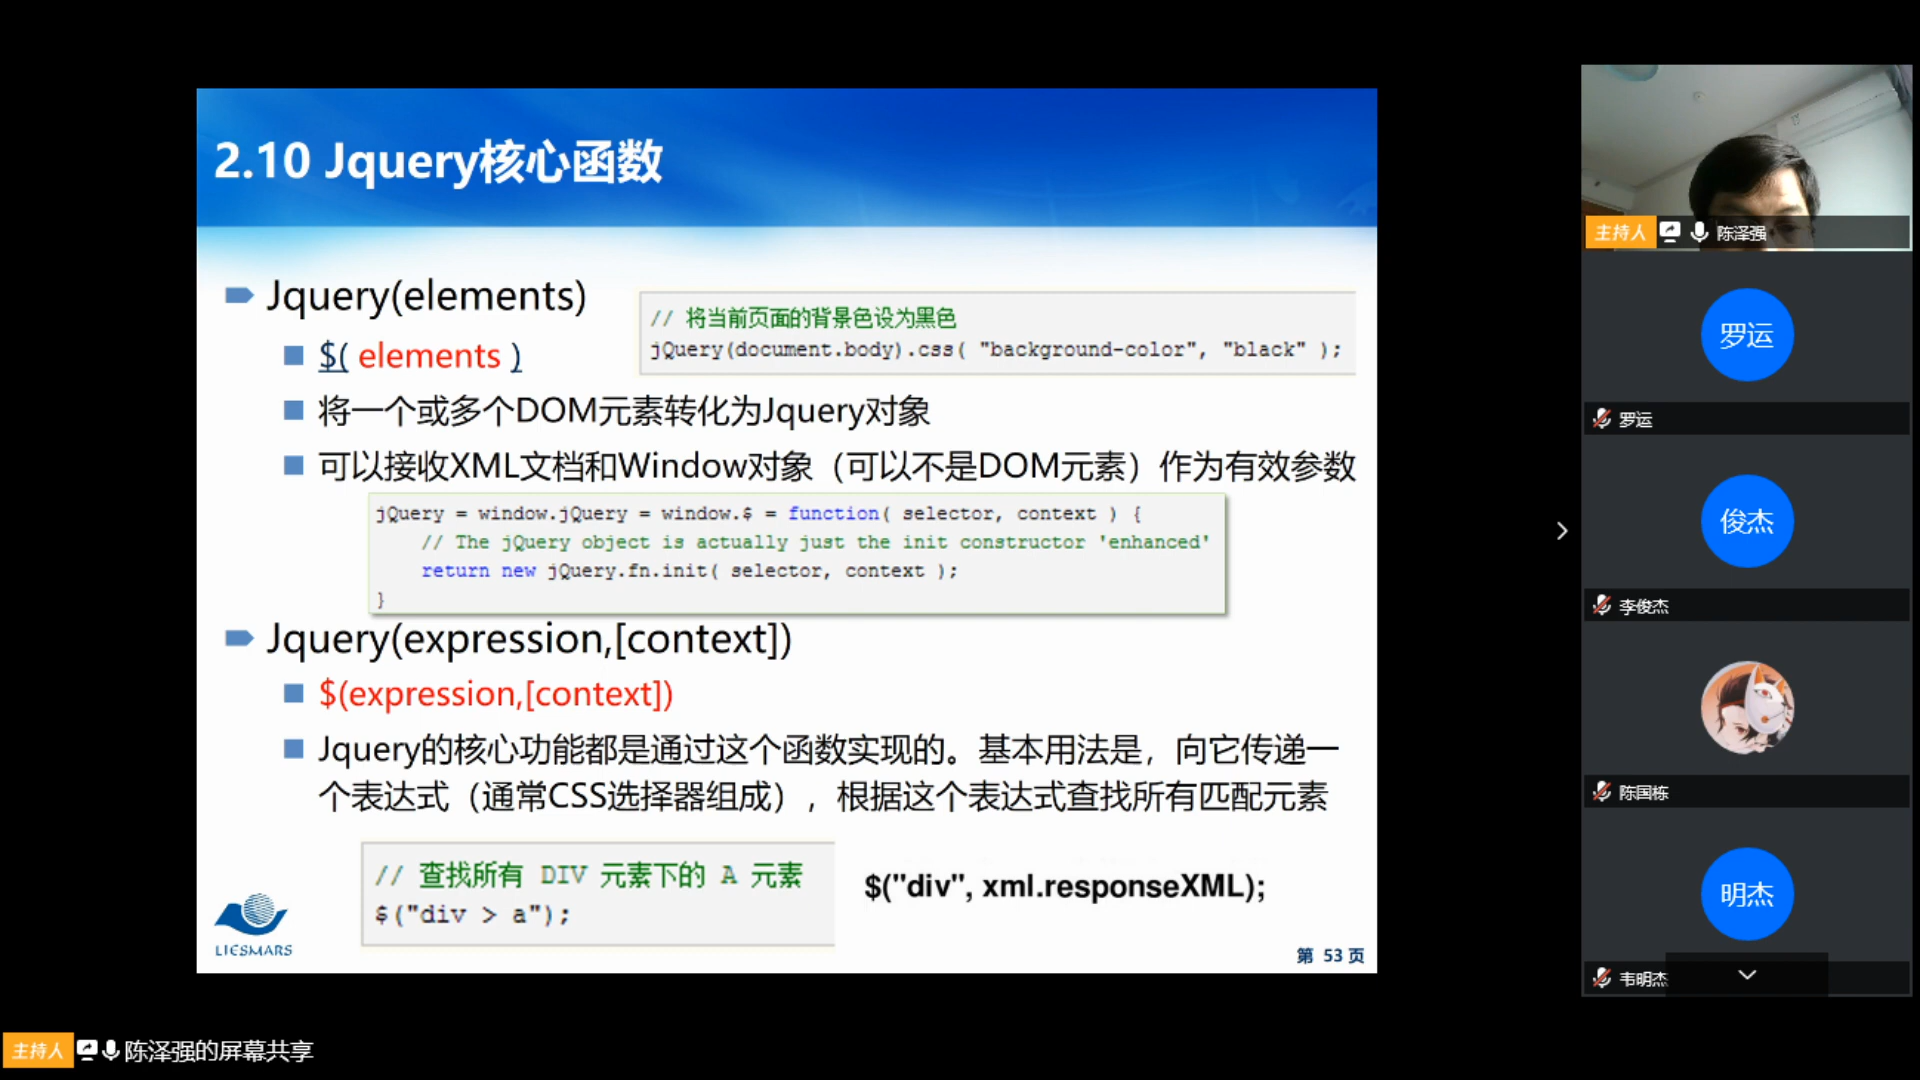 2.10 Jquery核心函数
Jquery(elements)
$( elements )
// 将当前页面的背景色设为黑色
jQuery(document.body).css( "background-color", "black" );
将一个或多个DOM元素转化为Jquery对象
可以接收XML文档和Window对象（可以不是DOM元素）作为有效参数
jQuery = window.jQuery = window.$ = function( selector, context ) {
// The jQuery object is actually just the init constructor 'enhanced'
return new jQuery.fn.init( selector, context );
}
Jquery(expression,[context])
$(expression,[context])
Jquery的核心功能都是通过这个函数实现的。基本用法是，向它传递一
个表达式（通常CSS选择器组成），根据这个表达式查找所有匹配元素
// 查找所有 DIV 元素下的 A 元素
$("div > a");
$("div", xml.responseXML);
LIESMARS
第 53 页
主持人 陈泽强
罗运
罗运
俊杰
李俊杰
陈国栋
明杰
韦明杰
主持人 陈泽强的屏幕共享